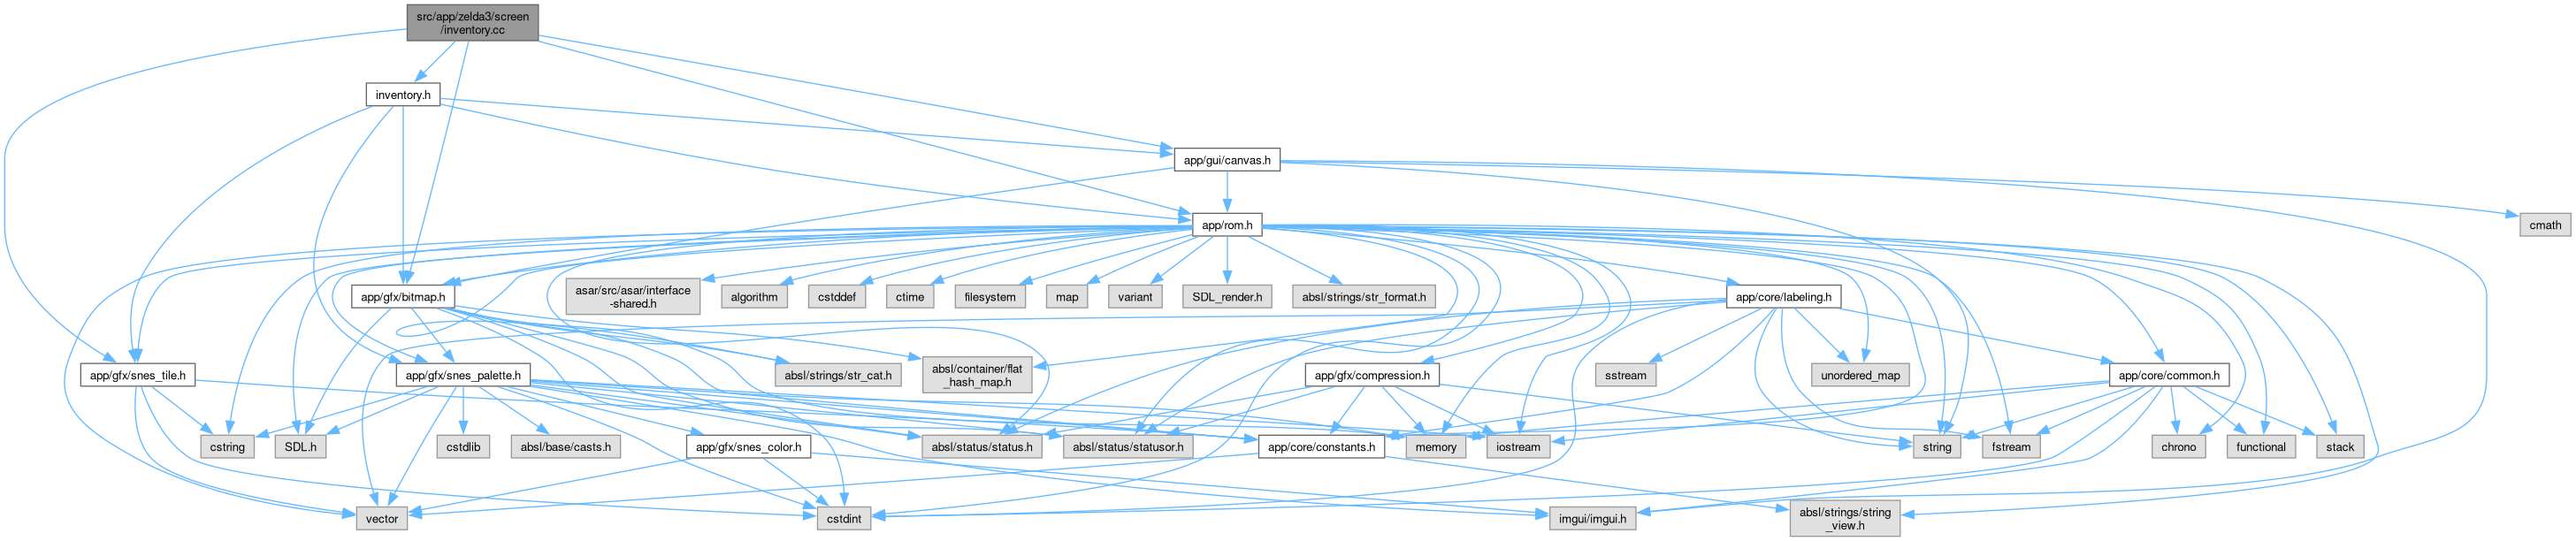 src/app/zelda3/screen
/inventory.cc
inventory.h
app/gui/canvas.h
app/rom.h
cmath
asar/src/asar/interface
-shared.h
algorithm
cstddef
ctime
filesystem
map
variant
SDL_render.h
absl/strings/str_format.h
app/core/labeling.h
app/gfx/bitmap.h
app/gfx/snes_tile.h
app/gfx/snes_palette.h
absl/strings/str_cat.h
absl/container/flat
_hash_map.h
app/gfx/compression.h
sstream
unordered_map
app/core/common.h
cstring
SDL.h
cstdlib
absl/base/casts.h
app/gfx/snes_color.h
absl/status/status.h
absl/status/statusor.h
app/core/constants.h
memory
iostream
string
fstream
chrono
functional
stack
vector
cstdint
imgui/imgui.h
absl/strings/string
_view.h